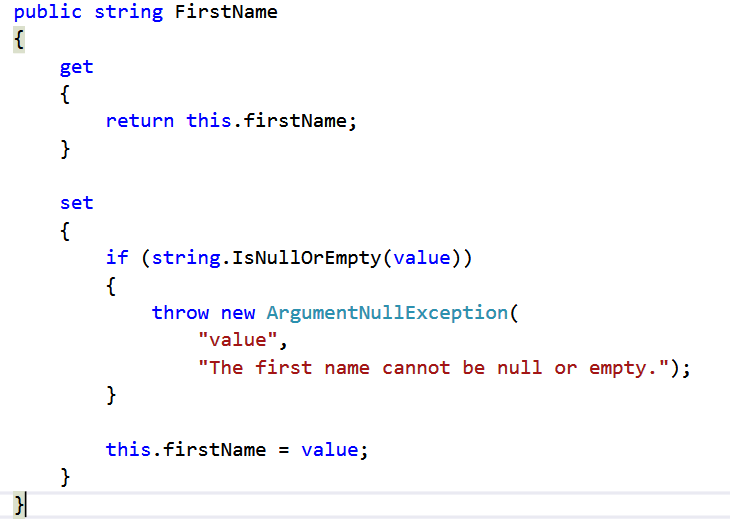 public string FirstName
{
    get
    {
        return this.firstName;
    }

    set
    {
        if (string.IsNullOrEmpty(value))
        {
            throw new ArgumentNullException(
                "value",
                "The first name cannot be null or empty.");
        }

        this.firstName = value;
    }
}